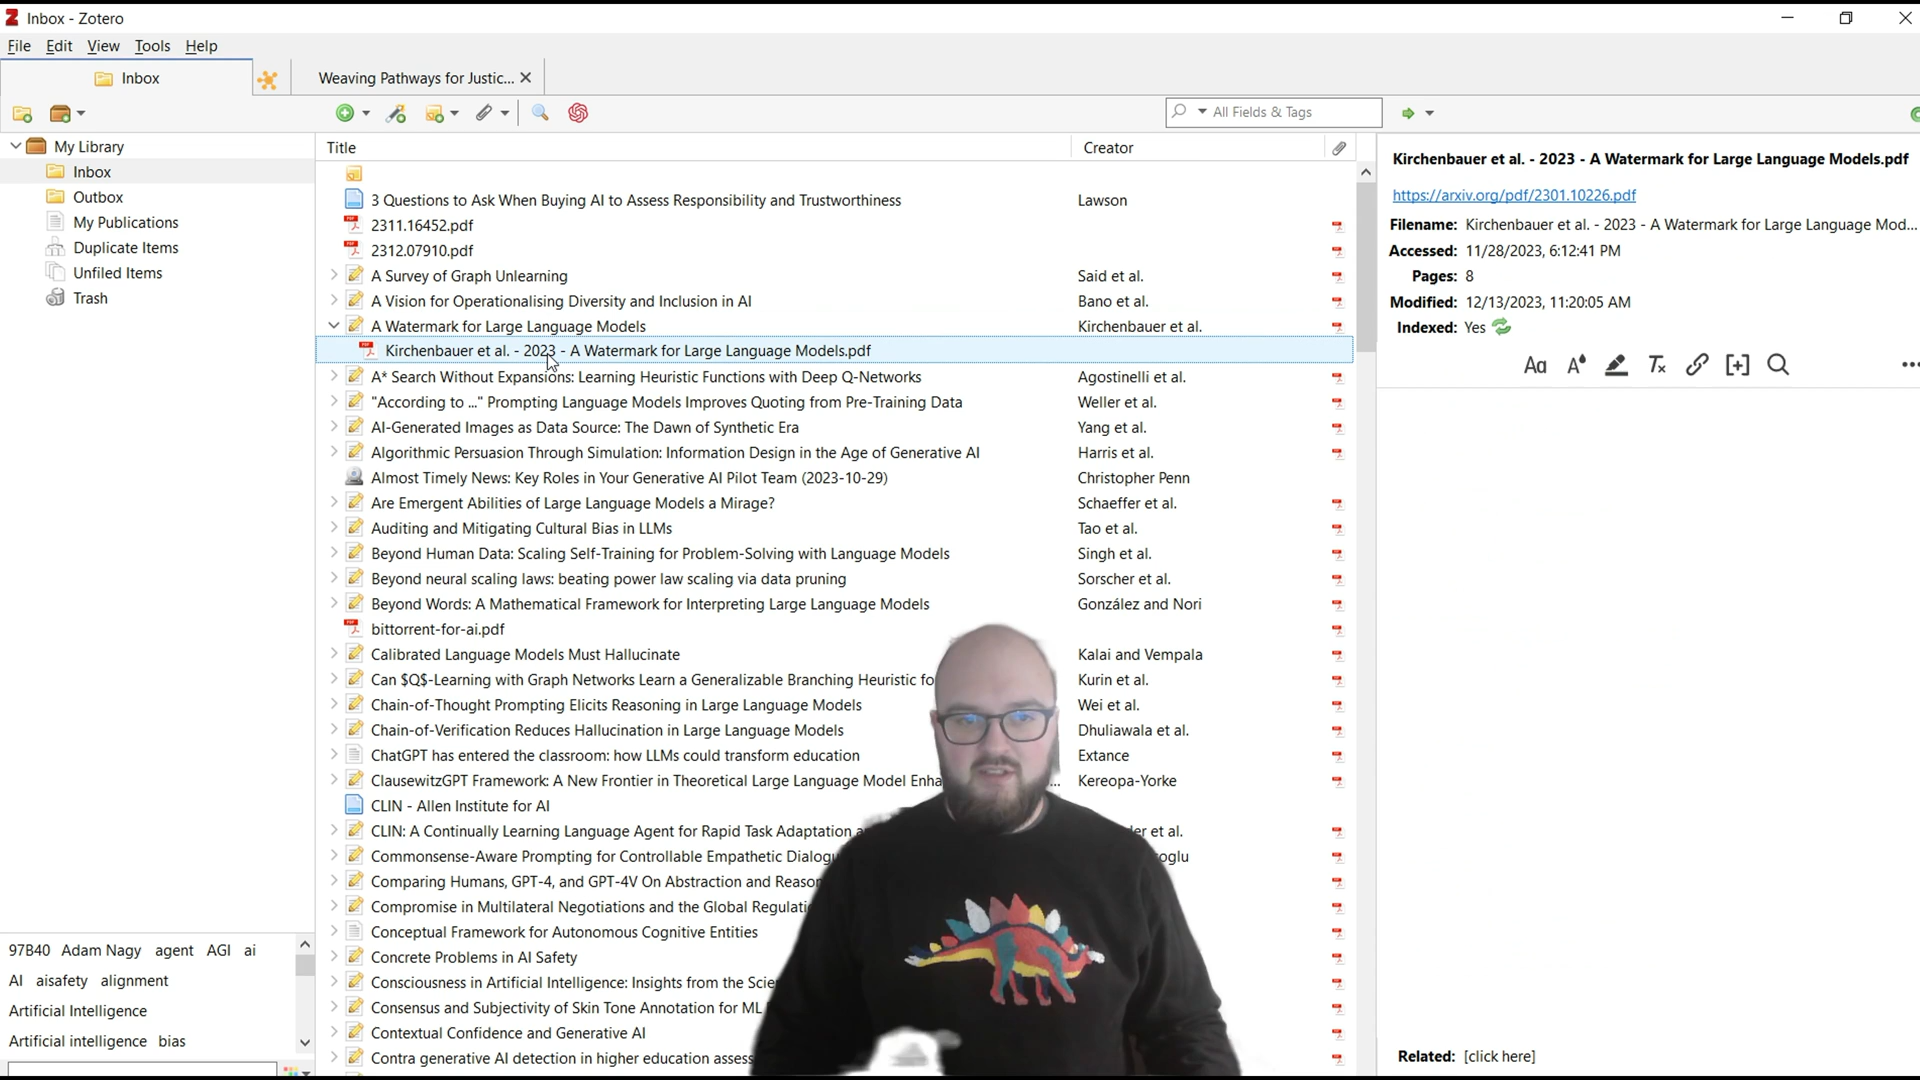 Inbox - Zotero
File Edit View Tools Help
Inbox
Weaving Pathways for Justic...
All Fields & Tags
My Library
Inbox
Outbox
My Publications
Duplicate Items
Unfiled Items
Trash
Title Creator
3 Questions to Ask When Buying AI to Assess Responsibility and Trustworthiness Lawson
2311.16452.pdf
2312.07910.pdf
A Survey of Graph Unlearning Said et al.
A Vision for Operationalising Diversity and Inclusion in AI Bano et al.
A Watermark for Large Language Models Kirchenbauer et al.
Kirchenbauer et al. - 2023 - A Watermark for Large Language Models.pdf
A* Search Without Expansions: Learning Heuristic Functions with Deep Q-Networks Agostinelli et al.
"According to ..." Prompting Language Models Improves Quoting from Pre-Training Data Weller et al.
AI-Generated Images as Data Source: The Dawn of Synthetic Era Yang et al.
Algorithmic Persuasion Through Simulation: Information Design in the Age of Generative AI Harris et al.
Almost Timely News: Key Roles in Your Generative AI Pilot Team (2023-10-29) Christopher Penn
Are Emergent Abilities of Large Language Models a Mirage? Schaeffer et al.
Auditing and Mitigating Cultural Bias in LLMs Tao et al.
Beyond Human Data: Scaling Self-Training for Problem-Solving with Language Models Singh et al.
Beyond neural scaling laws: beating power law scaling via data pruning Sorscher et al.
Beyond Words: A Mathematical Framework for Interpreting Large Language Models González and Nori
bittorrent-for-ai.pdf
Calibrated Language Models Must Hallucinate Kalai and Vempala
Can $Q$-Learning with Graph Networks Learn a Generalizable Branching Heuristic fo Kurin et al.
Chain-of-Thought Prompting Elicits Reasoning in Large Language Models Wei et al.
Chain-of-Verification Reduces Hallucination in Large Language Models Dhuliawala et al.
ChatGPT has entered the classroom: how LLMs could transform education Extance
ClausewitzGPT Framework: A New Frontier in Theoretical Large Language Model Enha ... Kereopa-Yorke
CLIN - Allen Institute for AI
CLIN: A Continually Learning Language Agent for Rapid Task Adaptation er et al.
Commonsense-Aware Prompting for Controllable Empathetic Dialogu oglu
Comparing Humans, GPT-4, and GPT-4V On Abstraction and Reason
Compromise in Multilateral Negotiations and the Global Regulati
Conceptual Framework for Autonomous Cognitive Entities
Concrete Problems in AI Safety
Consciousness in Artificial Intelligence: Insights from the Scie
Consensus and Subjectivity of Skin Tone Annotation for ML
Contextual Confidence and Generative AI
Contra generative AI detection in higher education assess
97B40 Adam Nagy agent AGI ai
AI aisafety alignment
Artificial Intelligence
Artificial intelligence bias
Kirchenbauer et al. - 2023 - A Watermark for Large Language Models.pdf
https://arxiv.org/pdf/2301.10226.pdf
Filename: Kirchenbauer et al. - 2023 - A Watermark for Large Language Mod...
Accessed: 11/28/2023, 6:12:41 PM
Pages: 8
Modified: 12/13/2023, 11:20:05 AM
Indexed: Yes
Related: [click here]